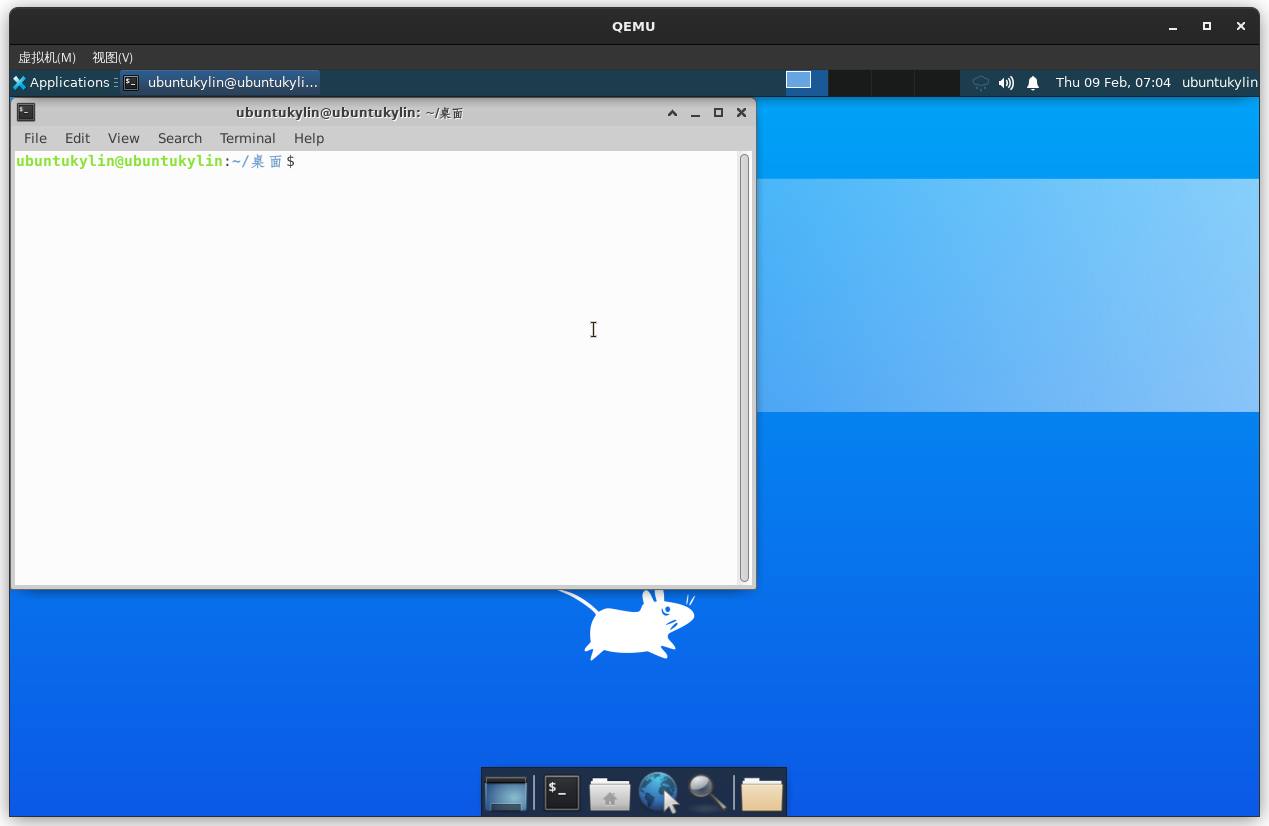 QEMU
虚拟机(M) 视图(V)
Applications ubuntukylin@ubuntukyli... Thu 09 Feb, 07:04 ubuntukylin
ubuntukylin@ubuntukylin: ~/桌面
File Edit View Search Terminal Help
ubuntukylin@ubuntukylin:~/桌面$
$_